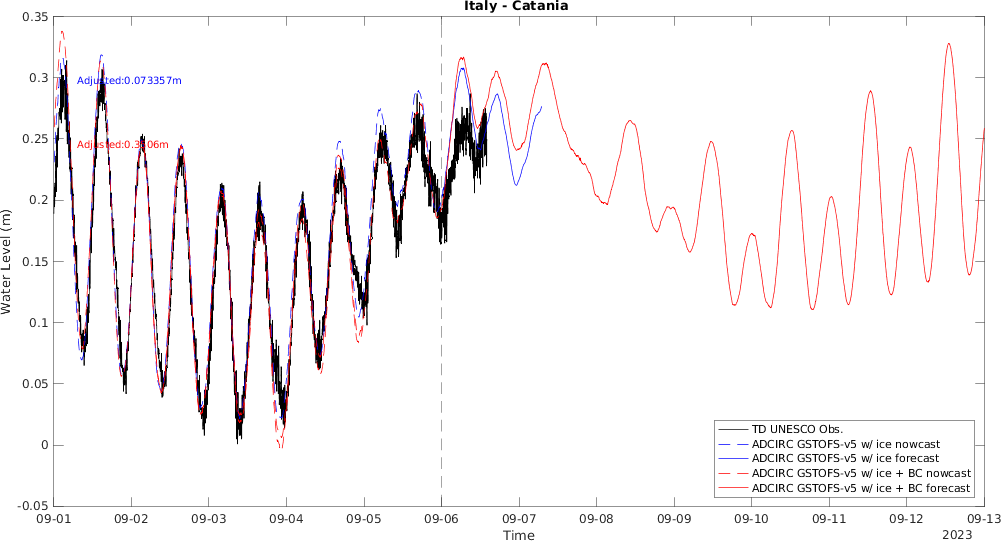 Italy - Catania
Water Level (m)
0.35
0.3
0.25
0.2
0.15
0.1
0.05
0
-0.05
Adjusted:0.073357m
TD UNESCO Obs.
ADCIRC GSTOFS-v5 w/ ice nowcast
ADCIRC GSTOFS-v5 w/ ice forecast
ADCIRC GSTOFS-v5 w/ ice + BC nowcast
ADCIRC GSTOFS-v5 w/ ice + BC forecast
09-01 09-02 09-03 09-04 09-05 09-06 09-07 09-08 09-09 09-10 09-11 09-12 09-13
Time
2023